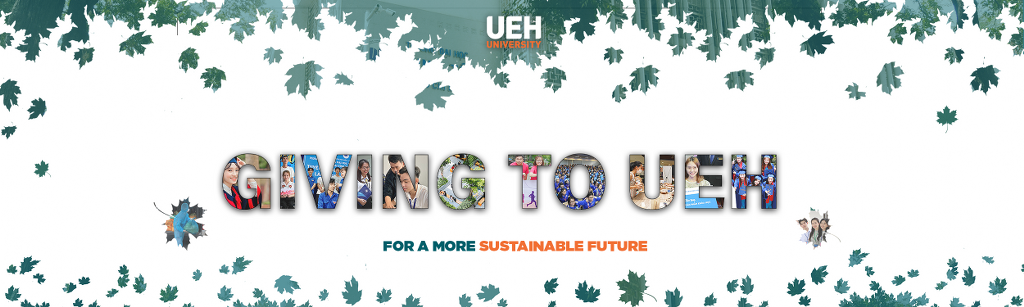 UEH
UNIVERSITY
GIVING TO UEH
FOR A MORE SUSTAINABLE FUTURE